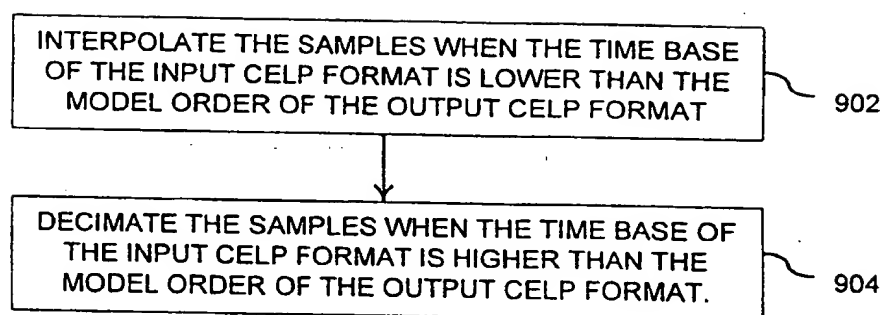 INTERPOLATE THE SAMPLES WHEN THE TIME BASE
OF THE INPUT CELP FORMAT IS LOWER THAN THE
MODEL ORDER OF THE OUTPUT CELP FORMAT
902
DECIMATE THE SAMPLES WHEN THE TIME BASE OF
THE INPUT CELP FORMAT IS HIGHER THAN THE
MODEL ORDER OF THE OUTPUT CELP FORMAT.
904